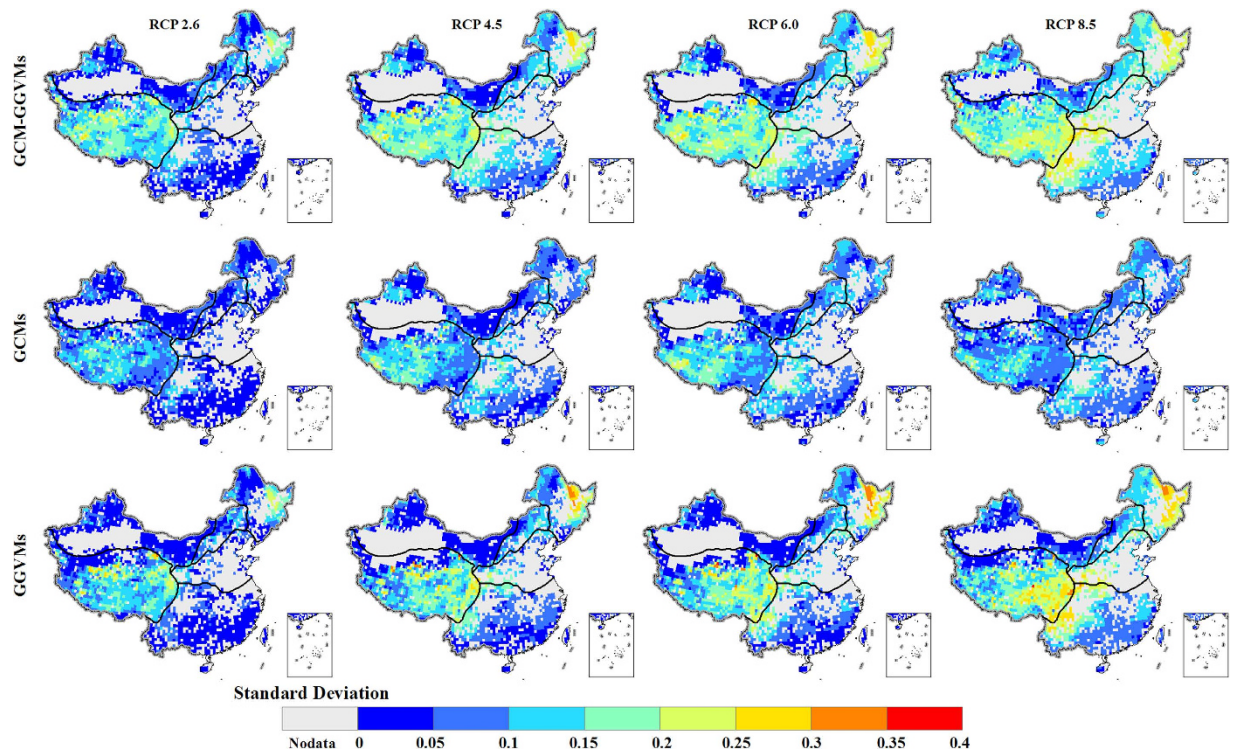 RCP 2.6 RCP 4.5 RCP 6.0 RCP 8.5
GCM-GGVMs
GCMs
GGVMs
Standard Deviation
Nodata 0 0.05 0.1 0.15 0.2 0.25 0.3 0.35 0.4